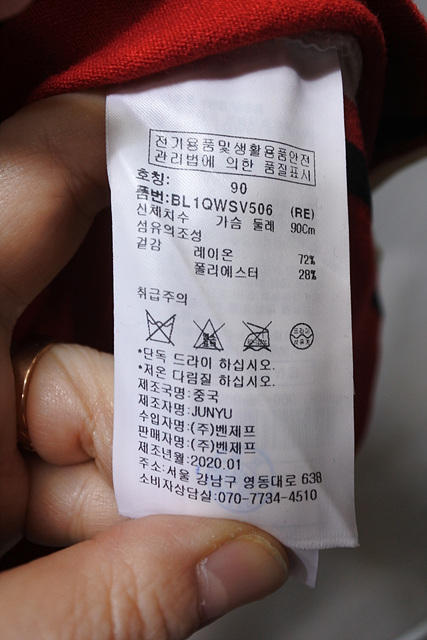 전기용품및생활용품안전
관리법에 의한 품질표시
호칭: 90
품번:BL1QWSV506 (RE)
신체치수 가슴 둘레 90Cm
섬유의조성
겉감 레이온 72%
폴리에스터 28%
취급주의
*단독 드라이 하십시오.
*저온 다림질 하십시오.
제조국명:중국
제조자명:JUNYU
수입자명:(주)벤제프
판매자명:(주)벤제프
제조년월:2020.01
주소:서울 강남구 영동대로 638
소비자상담실:070-7734-4510